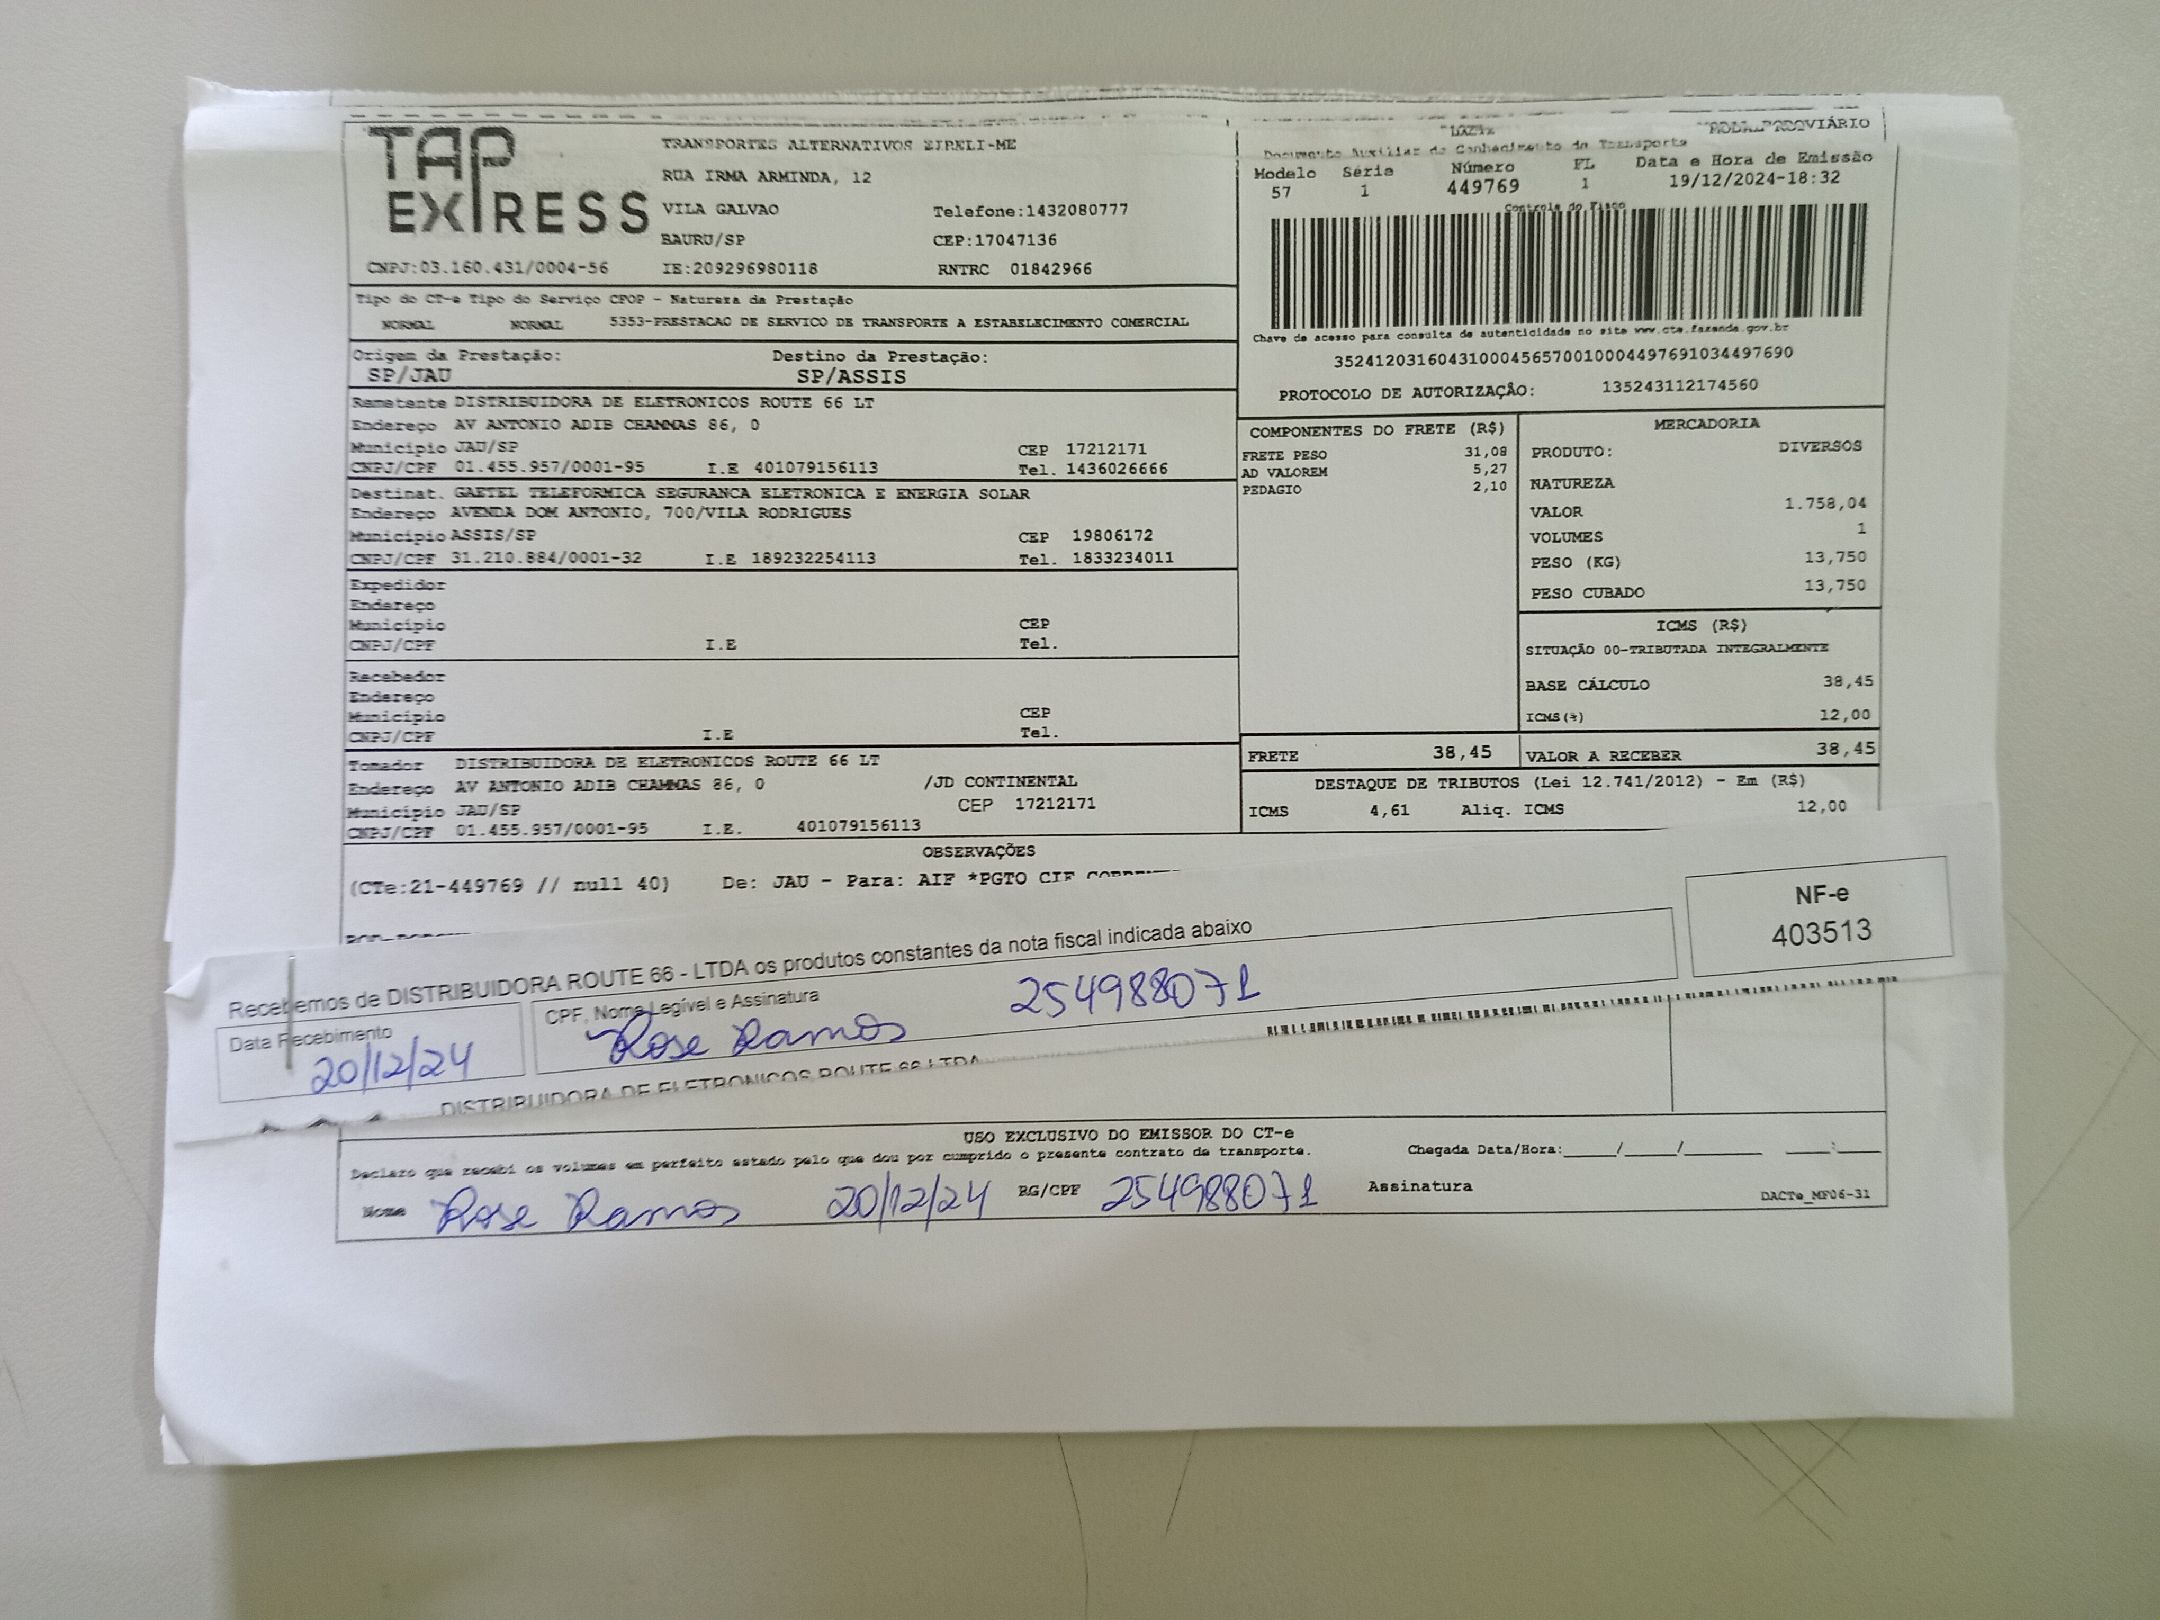 TAP EXPRESS
TRANSPORTES ALTERNATIVOS EIRELI-ME
RUA IRMA ARMINDA, 12
VILA GALVAO Telefone:1432080777
BAURU/SP CEP:17047136
CNPJ:03.160.431/0004-56 IE:209296980118 RNTRC 01842966
Tipo do CT-e Tipo do Serviço CFOP - Natureza da Prestação
NORMAL NORMAL 5353-PRESTACAO DE SERVICO DE TRANSPORTE A ESTABELECIMENTO COMERCIAL
Origem da Prestação: Destino da Prestação:
SP/JAU SP/ASSIS
Remetente DISTRIBUIDORA DE ELETRONICOS ROUTE 66 LT
Endereço AV ANTONIO ADIB CHAMMAS 86, 0
Município JAU/SP CEP 17212171
CNPJ/CPF 01.455.957/0001-95 I.E 401079156113 Tel. 1436026666
Destinat. GAETEL TELEFORMICA SEGURANCA ELETRONICA E ENERGIA SOLAR
Endereço AVENDA DOM ANTONIO, 700/VILA RODRIGUES
Município ASSIS/SP CEP 19806172
CNPJ/CPF 31.210.884/0001-32 I.E 189232254113 Tel. 1833234011
Expedidor
Endereço
Município CEP
CNPJ/CPF I.E Tel.
Recebedor
Endereço
Município CEP
CNPJ/CPF I.E Tel.
Tomador DISTRIBUIDORA DE ELETRONICOS ROUTE 66 LT
Endereço AV ANTONIO ADIB CHAMMAS 86, 0 /JD CONTINENTAL
Município JAU/SP CEP 17212171
CNPJ/CPF 01.455.957/0001-95 I.E. 401079156113
DACTE MODAL RODOVIÁRIO
Documento Auxiliar do Conhecimento de Transporte
Modelo Série Número FL Data e Hora de Emissão
57 1 449769 1 19/12/2024-18:32
Controle do Fisco
Chave de acesso para consulta de autenticidade no site www.cte.fazenda.gov.br
35241203160431000456570010004497691034497690
PROTOCOLO DE AUTORIZAÇÃO: 135243112174560
COMPONENTES DO FRETE (R$)
FRETE PESO 31,08
AD VALOREM 5,27
PEDAGIO 2,10
MERCADORIA
PRODUTO: DIVERSOS
NATUREZA
VALOR 1.758,04
VOLUMES 1
PESO (KG) 13,750
PESO CUBADO 13,750
ICMS (R$)
SITUAÇÃO 00-TRIBUTADA INTEGRALMENTE
BASE CÁLCULO 38,45
ICMS(%) 12,00
FRETE 38,45 VALOR A RECEBER 38,45
DESTAQUE DE TRIBUTOS (Lei 12.741/2012) - Em (R$)
ICMS 4,61 Aliq. ICMS 12,00
OBSERVAÇÕES
(CTe:21-449769 // null 40) De: JAU - Para: AIF *PGTO CIF
Recebemos de DISTRIBUIDORA ROUTE 66 - LTDA os produtos constantes da nota fiscal indicada abaixo
NF-e
403513
Data Recebimento CPF, Nome Legível e Assinatura
20/12/24 Rose Ramos 254988071
DISTRIBUIDORA DE ELETRONICOS ROUTE 66 LTDA
USO EXCLUSIVO DO EMISSOR DO CT-e
Declaro que recebi os volumes em perfeito estado pelo que dou por cumprido o presente contrato de transporte. Chegada Data/Hora:____/____/______ ____:____
Nome Rose Ramos 20/12/24 RG/CPF 254988071 Assinatura
DACTe_MF06-31